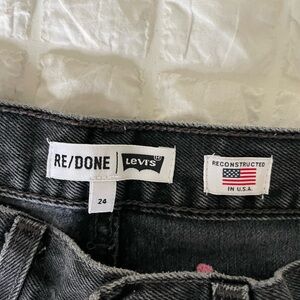 RE/DONE | Levi's
24
RECONSTRUCTED
IN U.S.A.